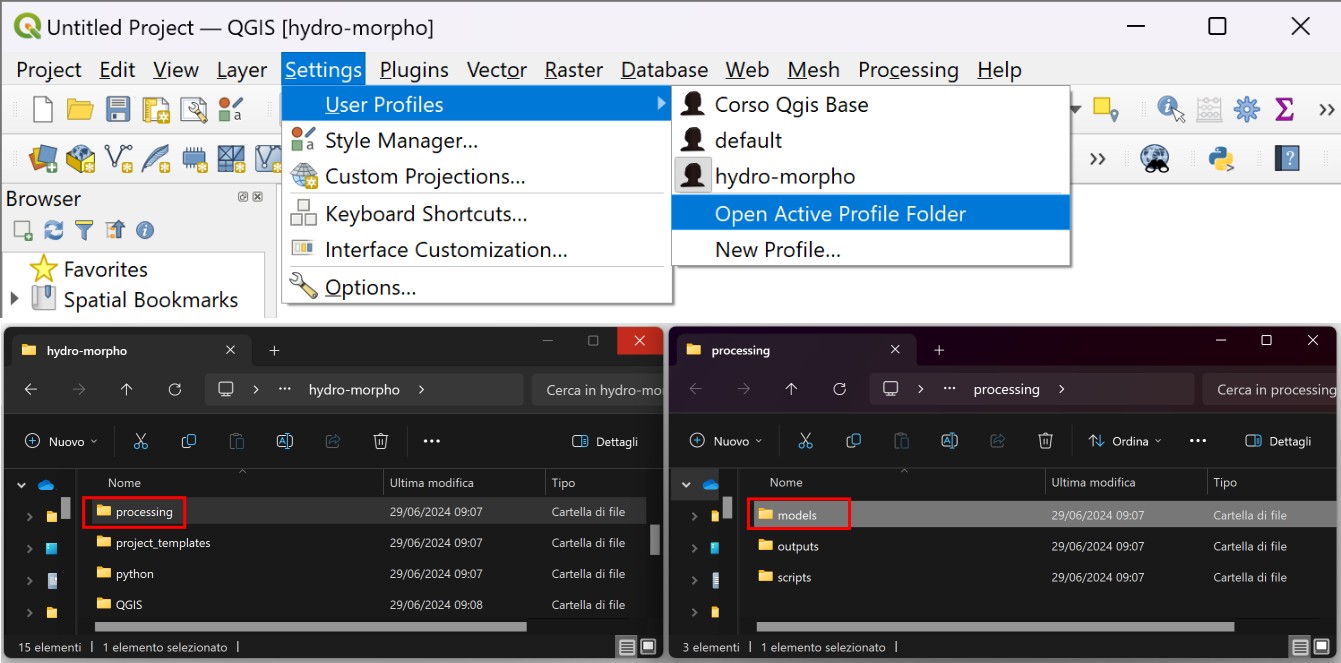 Untitled Project — QGIS [hydro-morpho]
Project Edit View Layer Settings Plugins Vector Raster Database Web Mesh Processing Help
User Profiles
Style Manager...
Custom Projections...
Keyboard Shortcuts...
Interface Customization...
Options...
Corso Qgis Base
default
hydro-morpho
Open Active Profile Folder
New Profile...
Browser
Favorites
Spatial Bookmarks
hydro-morpho
hydro-morpho
Cerca in hydro-mo
Nuovo
Dettagli
Nome Ultima modifica Tipo
processing 29/06/2024 09:07 Cartella di file
project_templates 29/06/2024 09:07 Cartella di file
python 29/06/2024 09:07 Cartella di file
QGIS 29/06/2024 09:08 Cartella di file
15 elementi 1 elemento selezionato
processing
processing
Cerca in processing
Nuovo
Ordina
Dettagli
Nome Ultima modifica Tipo
models 29/06/2024 09:07 Cartella di file
outputs 29/06/2024 09:07 Cartella di file
scripts 29/06/2024 09:07 Cartella di file
3 elementi 1 elemento selezionato